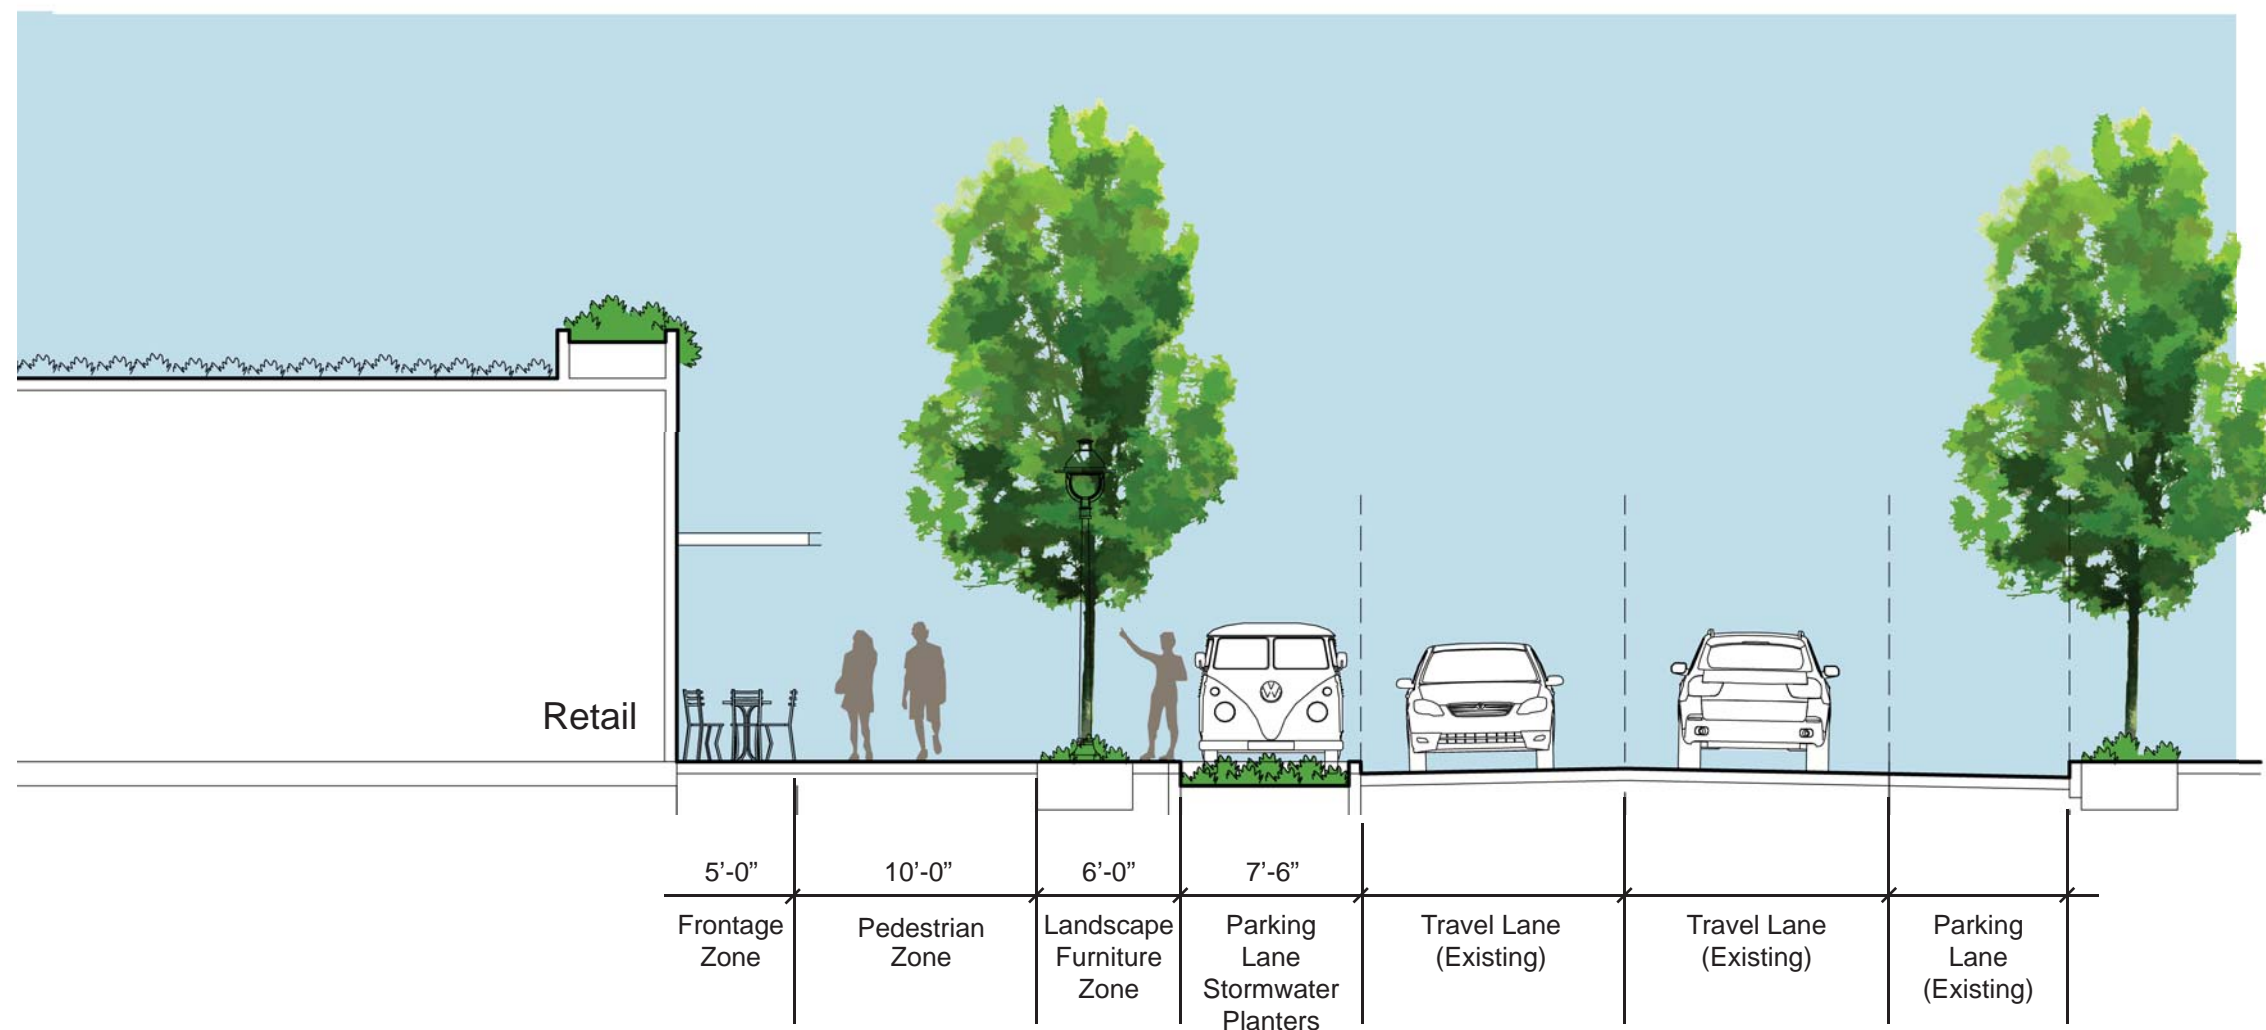 Retail
5’-0”
10’-0”
6’-0”
7’-6”
Frontage
Zone
Pedestrian
Zone
Landscape
Furniture
Zone
Parking
Lane
Stormwater
Planters
Travel Lane
(Existing)
Travel Lane
(Existing)
Parking
Lane
(Existing)